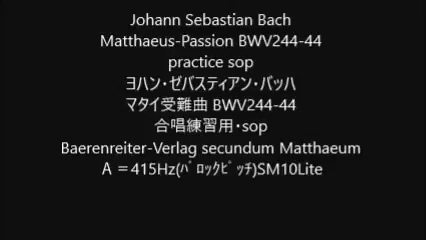 Johann Sebastian Bach
Matthaeus-Passion BWV244-44
practice sop
ヨハン・ゼバスティアン・バッハ
マタイ受難曲 BWV244-44
合唱練習用・sop
Baerenreiter-Verlag secundum Matthaeum
Ａ＝415Hz(ﾊﾞﾛｯｸﾋﾟｯﾁ)SM10Lite